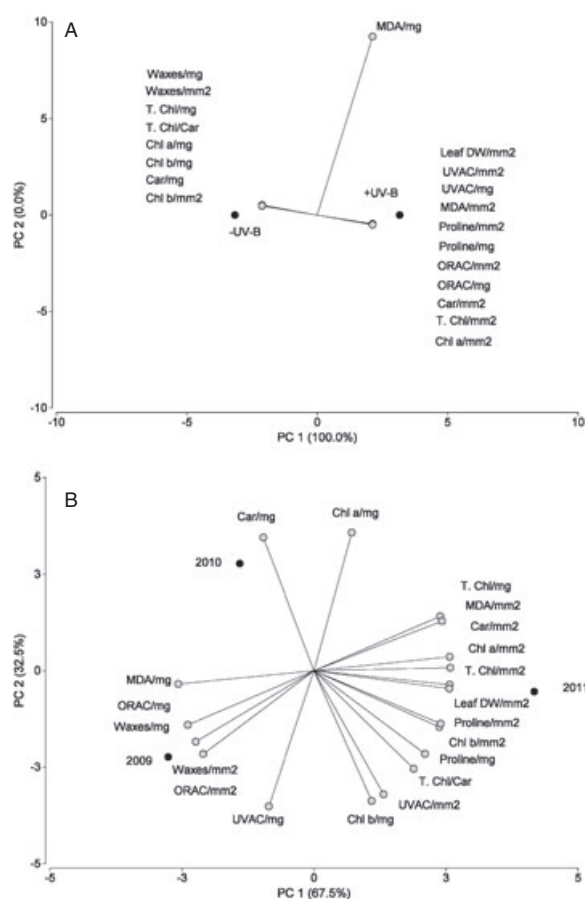 A
10
5
0
-5
-10
PC 2 (0.0%)
MDA/mg
Waxes/mg
Waxes/mm2
T. Chl/mg
T. Chl/Car
Chl a/mg
Chl b/mg
Car/mg
Chl b/mm2
-UV-B
+UV-B
Leaf DW/mm2
UVAC/mm2
UVAC/mg
MDA/mm2
Proline/mm2
Proline/mg
ORAC/mm2
ORAC/mg
Car/mm2
T. Chl/mm2
Chl a/mm2
-10
-5
0
5
10
PC 1 (100.0%)
B
5
3
0
-3
-5
PC 2 (32.5%)
Car/mg
Chl a/mg
2010
T. Chl/mg
MDA/mm2
Car/mm2
Chl a/mm2
T. Chl/mm2
MDA/mg
2011
ORAC/mg
Leaf DW/mm2
Waxes/mg
Proline/mm2
Chl b/mm2
2009
Proline/mg
Waxes/mm2
T. Chl/Car
ORAC/mm2
UVAC/mm2
UVAC/mg
Chl b/mg
-5
-3
0
3
5
PC 1 (67.5%)